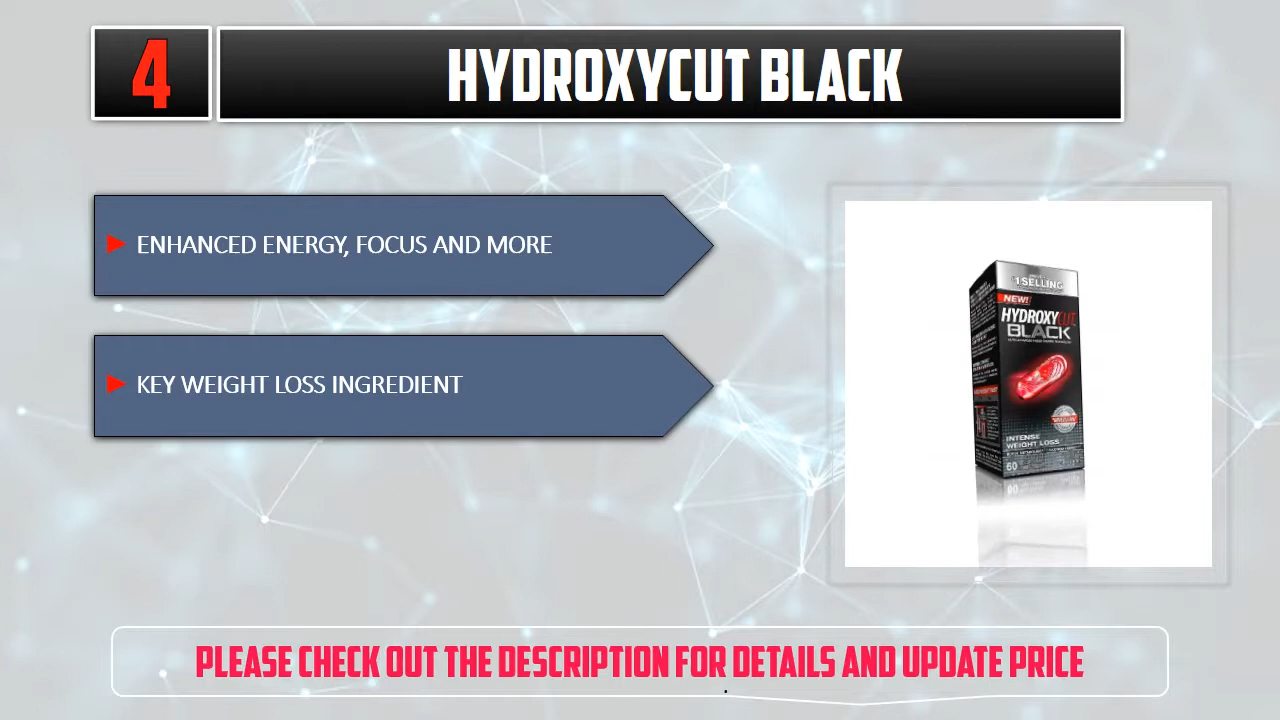 4
HYDROXYCUT BLACK
ENHANCED ENERGY, FOCUS AND MORE
KEY WEIGHT LOSS INGREDIENT
#1 SELLING
NEW!
HYDROXYCUT
BLACK
INTENSE
WEIGHT LOSS
60
PLEASE CHECK OUT THE DESCRIPTION FOR DETAILS AND UPDATE PRICE